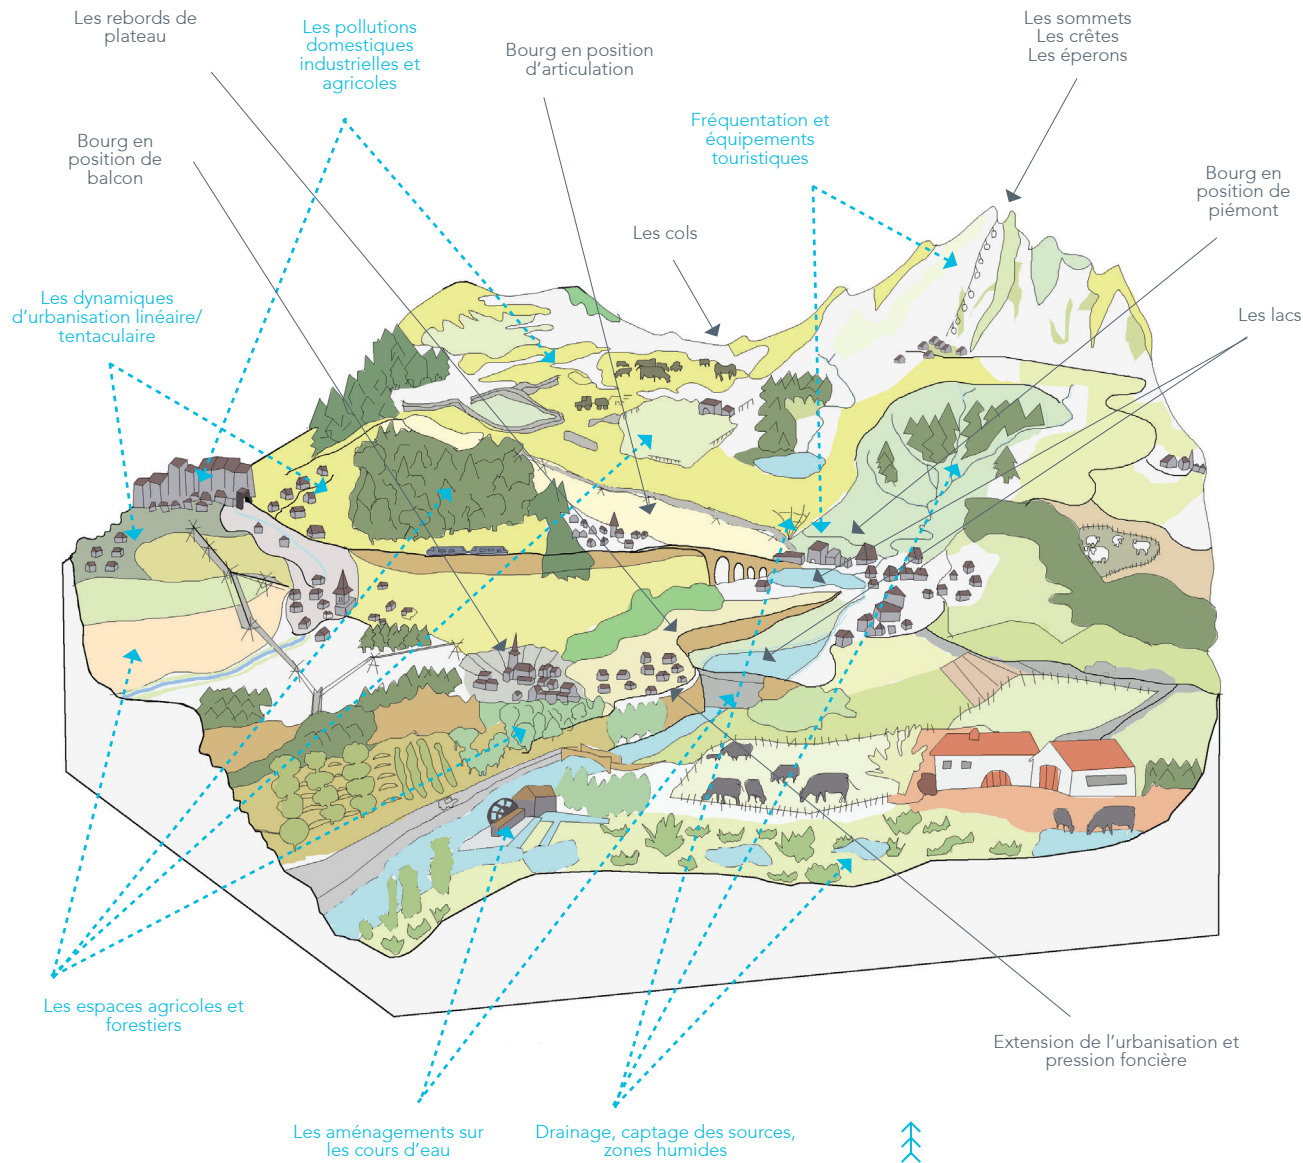 Les rebords de
plateau
Les pollutions
domestiques
industrielles et
agricoles
Bourg en position
d’articulation
Les sommets
Les crêtes
Les éperons
Fréquentation et
équipements
touristiques
Bourg en
position de
balcon
Bourg en
position de
piémont
Les cols
Les dynamiques
d’urbanisation linéaire/
tentaculaire
Les lacs
Les espaces agricoles et
forestiers
Extension de l’urbanisation et
pression foncière
Les aménagements sur
les cours d’eau
Drainage, captage des sources,
zones humides